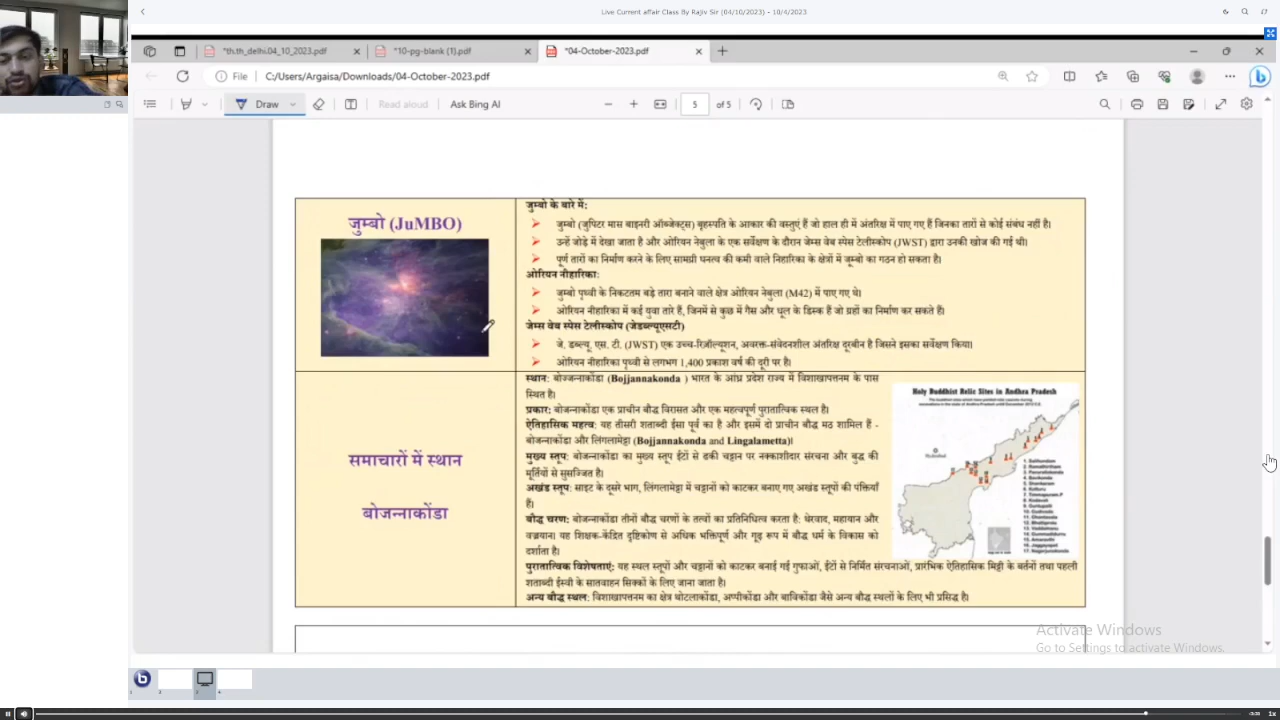 Live Current affair Class By Rajiv Sir (04/10/2023) - 10/4/2023
*th.th_delhi.04_10_2023.pdf
*10-pg-blank (1).pdf
*04-October-2023.pdf
File
C:/Users/Argaisa/Downloads/04-October-2023.pdf
Draw
Read aloud
Ask Bing AI
5
of 5
जुम्बो (JuMBO)
जुम्बो के बारे में:
जुम्बो (जुपिटर मास बाइनरी ऑब्जेक्ट्स) बृहस्पति के आकार की वस्तुएं हैं जो हाल ही में अंतरिक्ष में पाए गए हैं जिनका तारों से कोई संबंध नहीं है।
उन्हें जोड़े में देखा जाता है और ओरियन नेबुला के एक सर्वेक्षण के दौरान जेम्स वेब स्पेस टेलीस्कोप (JWST) द्वारा उनकी खोज की गई थी।
पूर्ण तारों का निर्माण करने के लिए सामग्री घनत्व की कमी वाले निहारिका के क्षेत्रों में जूम्बो का गठन हो सकता है।
ओरियन नीहारिका:
जुम्बो पृथ्वी के निकटतम बड़े तारा बनाने वाले क्षेत्र ओरियन नेबुला (M42) में पाए गए थे।
ओरियन नीहारिका में कई युवा तारे हैं, जिनमें से कुछ में गैस और धूल के डिस्क हैं जो ग्रहों का निर्माण कर सकते हैं।
जेम्स वेब स्पेस टेलीस्कोप (जेडब्ल्यूएसटी)
जे. डब्ल्यू. एस. टी. (JWST) एक उच्च-रिज़ॉल्यूशन, अवरक्त-संवेदनशील अंतरिक्ष दूरबीन है जिसने इसका सर्वेक्षण किया।
ओरियन नीहारिका पृथ्वी से लगभग 1,400 प्रकाश वर्ष की दूरी पर है।
समाचारों में स्थान
बोजन्नाकोंडा
स्थान: बोज्जन्नाकोंडा (Bojjannakonda ) भारत के आंध्र प्रदेश राज्य में विशाखापत्तनम के पास
स्थित है।
प्रकार: बोजन्नाकोंडा एक प्राचीन बौद्ध विरासत और एक महत्वपूर्ण पुरातात्विक स्थल है।
ऐतिहासिक महत्व: यह तीसरी शताब्दी ईसा पूर्व का है और इसमें दो प्राचीन बौद्ध मठ शामिल हैं -
बोजन्नाकोंडा और लिंगलामेट्टा (Bojjannakonda and Lingalametta)।
मुख्य स्तूप: बोजन्नाकोंडा का मुख्य स्तूप ईंटों से ढकी चट्टान पर नक्काशीदार संरचना और बुद्ध की
मूर्तियों से सुसज्जित है।
अखंड स्तूप: साइट के दूसरे भाग, लिंगलामेट्टा में चट्टानों को काटकर बनाए गए अखंड स्तूपों की पंक्तियाँ
हैं।
बौद्ध चरण: बोजन्नाकोंडा तीनों बौद्ध चरणों के तत्वों का प्रतिनिधित्व करता है: थेरवाद, महायान और
वज्रयान। यह शिक्षक-केंद्रित दृष्टिकोण से अधिक भक्तिपूर्ण और गूढ़ रूप में बौद्ध धर्म के विकास को
दर्शाता है।
पुरातात्विक विशेषताएं: यह स्थल स्तूपों और चट्टानों को काटकर बनाई गई गुफाओं, ईंटों से निर्मित संरचनाओं, प्रारंभिक ऐतिहासिक मिट्टी के बर्तनों तथा पहली
शताब्दी ईस्वी के सातवाहन सिक्कों के लिए जाना जाता है।
अन्य बौद्ध स्थल: विशाखापत्तनम का क्षेत्र थोटलाकोंडा, अप्पीकोंडा और बाविकोंडा जैसे अन्य बौद्ध स्थलों के लिए भी प्रसिद्ध है।
Holy Buddhist Relic Sites in Andhra Pradesh
Activate Windows
Go to Settings to activate Windows.
1x